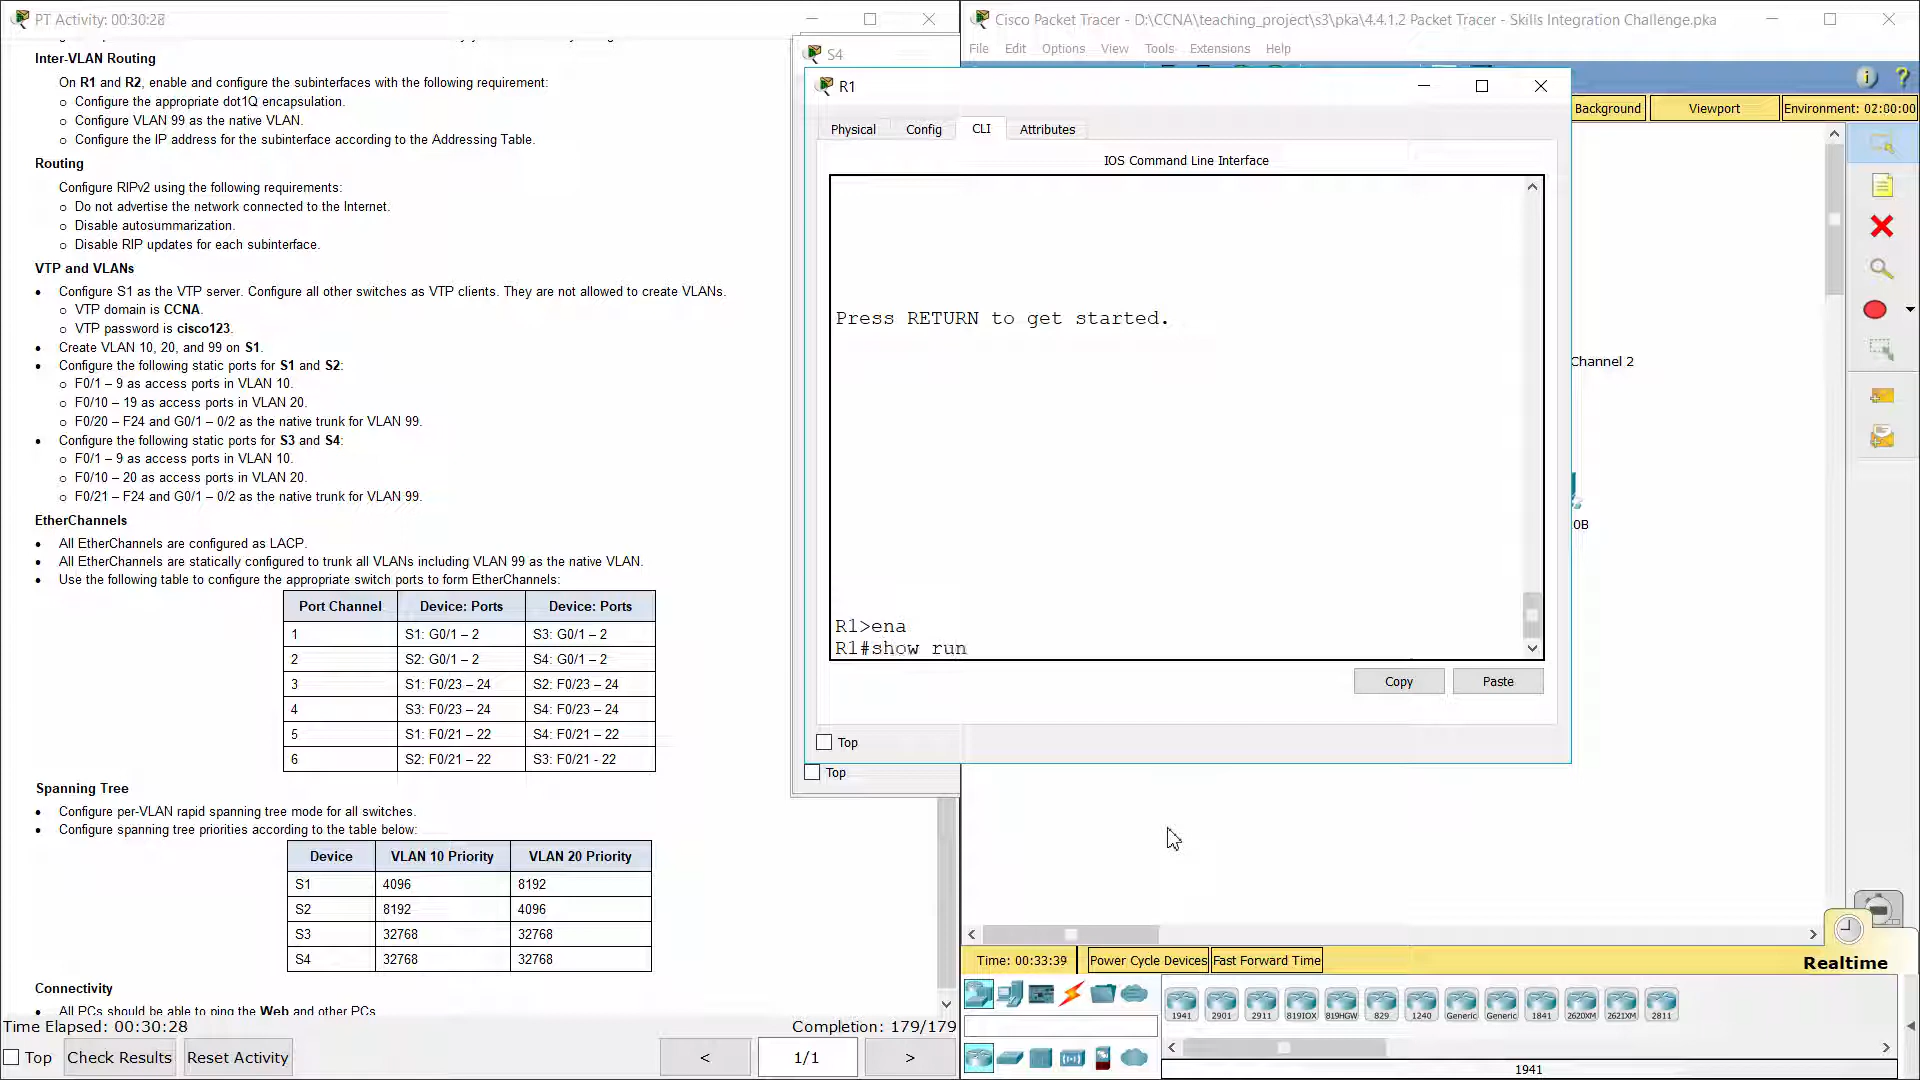 PT Activity: 00:30:28
Inter-VLAN Routing
On R1 and R2, enable and configure the subinterfaces with the following requirement:
o Configure the appropriate dot1Q encapsulation.
o Configure VLAN 99 as the native VLAN.
o Configure the IP address for the subinterface according to the Addressing Table.
Routing
Configure RIPv2 using the following requirements:
o Do not advertise the network connected to the Internet.
o Disable autosummarization.
o Disable RIP updates for each subinterface.
VTP and VLANs
• Configure S1 as the VTP server. Configure all other switches as VTP clients. They are not allowed to create VLANs.
o VTP domain is CCNA.
o VTP password is cisco123.
• Create VLAN 10, 20, and 99 on S1.
• Configure the following static ports for S1 and S2:
o F0/1 – 9 as access ports in VLAN 10.
o F0/10 – 19 as access ports in VLAN 20.
o F0/20 – F24 and G0/1 – 0/2 as the native trunk for VLAN 99.
• Configure the following static ports for S3 and S4:
o F0/1 – 9 as access ports in VLAN 10.
o F0/10 – 20 as access ports in VLAN 20.
o F0/21 – F24 and G0/1 – 0/2 as the native trunk for VLAN 99.
EtherChannels
• All EtherChannels are configured as LACP.
• All EtherChannels are statically configured to trunk all VLANs including VLAN 99 as the native VLAN.
• Use the following table to configure the appropriate switch ports to form EtherChannels:
Port Channel Device: Ports Device: Ports
1 S1: G0/1 – 2 S3: G0/1 – 2
2 S2: G0/1 – 2 S4: G0/1 – 2
3 S1: F0/23 – 24 S2: F0/23 – 24
4 S3: F0/23 – 24 S4: F0/23 – 24
5 S1: F0/21 – 22 S4: F0/21 – 22
6 S2: F0/21 – 22 S3: F0/21 - 22
Spanning Tree
• Configure per-VLAN rapid spanning tree mode for all switches.
• Configure spanning tree priorities according to the table below:
Device VLAN 10 Priority VLAN 20 Priority
S1 4096 8192
S2 8192 4096
S3 32768 32768
S4 32768 32768
Connectivity
• All PCs should be able to ping the Web and other PCs
Time Elapsed: 00:30:28 Completion: 179/179
Top Check Results Reset Activity < 1/1 >
S4
Top
R1
Physical Config CLI Attributes
IOS Command Line Interface
Press RETURN to get started.
R1>ena
R1#show run
Copy Paste
Top
Cisco Packet Tracer - D:\CCNA\teaching_project\s3\pka\4.4.1.2 Packet Tracer - Skills Integration Challenge.pka
File Edit Options View Tools Extensions Help
Background Viewport Environment: 02:00:00
Channel 2
0B
Time: 00:33:39 Power Cycle Devices Fast Forward Time
Realtime
1941 2901 2911 819IOX 819HGW 829 1240 Generic Generic 1841 2620XM 2621XM 2811
1941